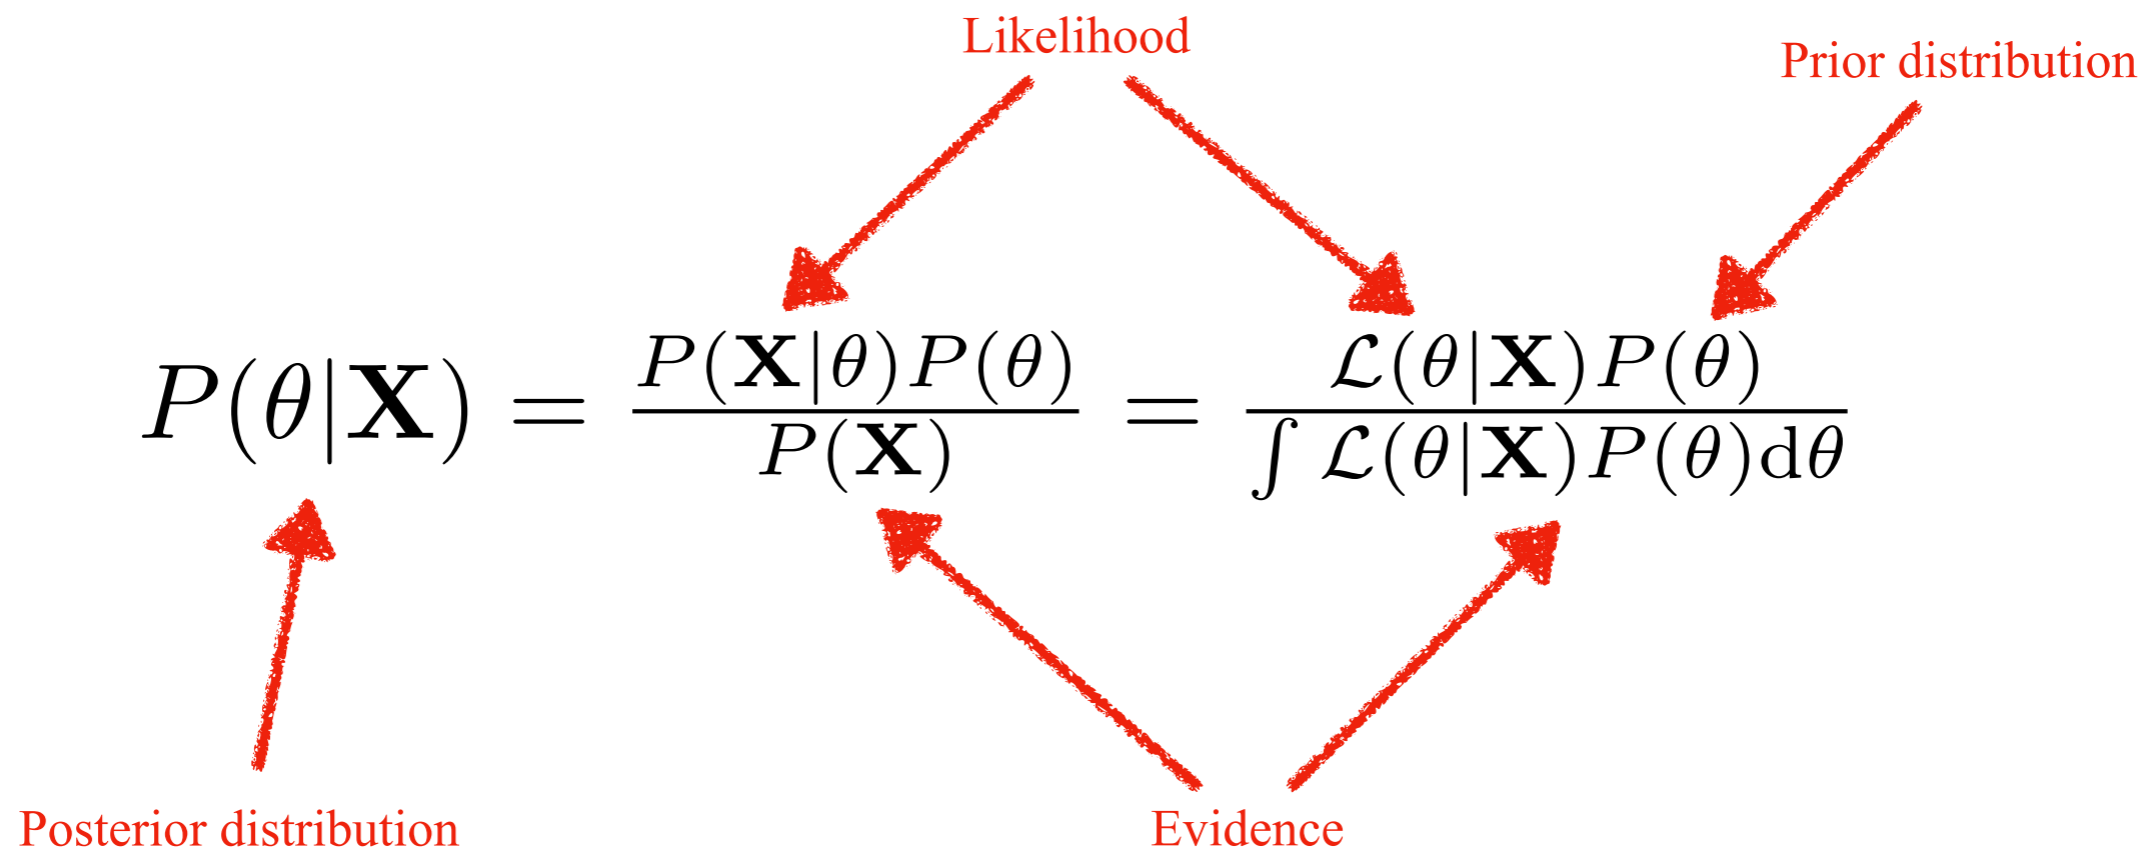 Likelihood
Prior distribution
P(θ|X) = P(X|θ)P(θ) / P(X) = ℒ(θ|X)P(θ) / ∫ ℒ(θ|X)P(θ)dθ
Posterior distribution
Evidence